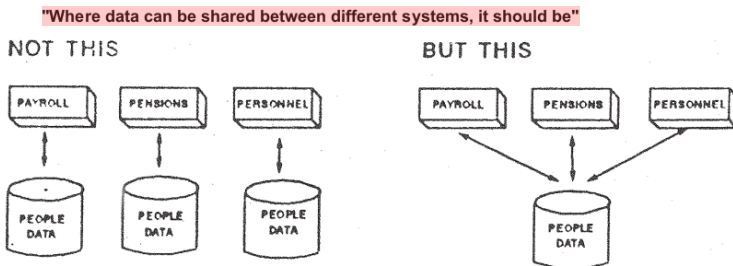 "Where data can be shared between different systems, it should be"
NOT THIS
PAYROLL
PENSIONS
PERSONNEL
PEOPLE
DATA
PEOPLE
DATA
PEOPLE
DATA
BUT THIS
PAYROLL
PENSIONS
PERSONNEL
PEOPLE
DATA